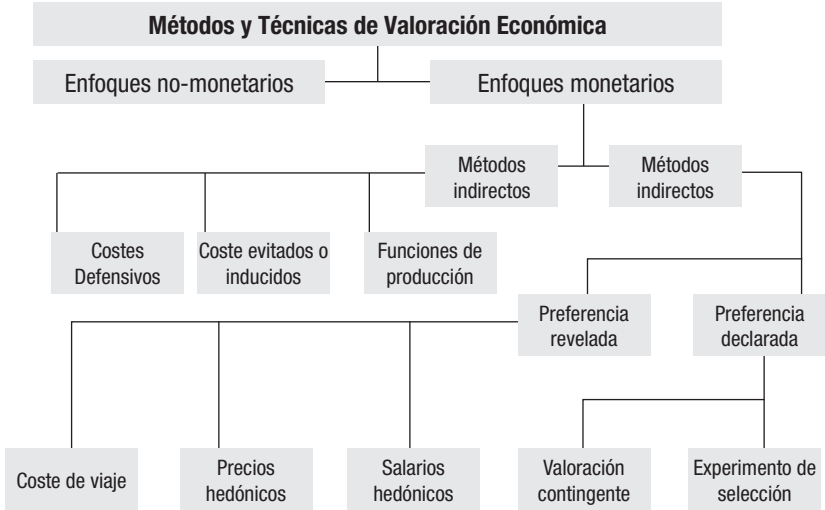 Métodos y Técnicas de Valoración Económica
Enfoques no-monetarios
Enfoques monetarios
Métodos
indirectos
Métodos
indirectos
Costes
Defensivos
Coste evitados o
inducidos
Funciones de
producción
Preferencia
revelada
Preferencia
declarada
Coste de viaje
Precios
hedónicos
Salarios
hedónicos
Valoración
contingente
Experimento de
selección